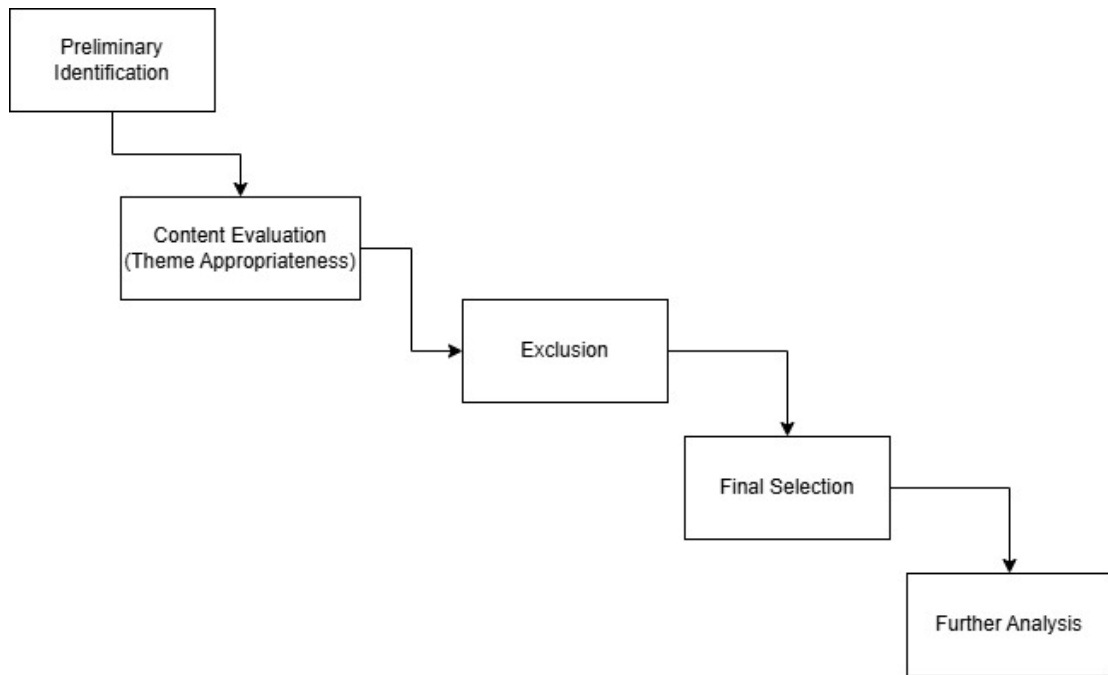 Preliminary
Identification
Content Evaluation
(Theme Appropriateness)
Exclusion
Final Selection
Further Analysis